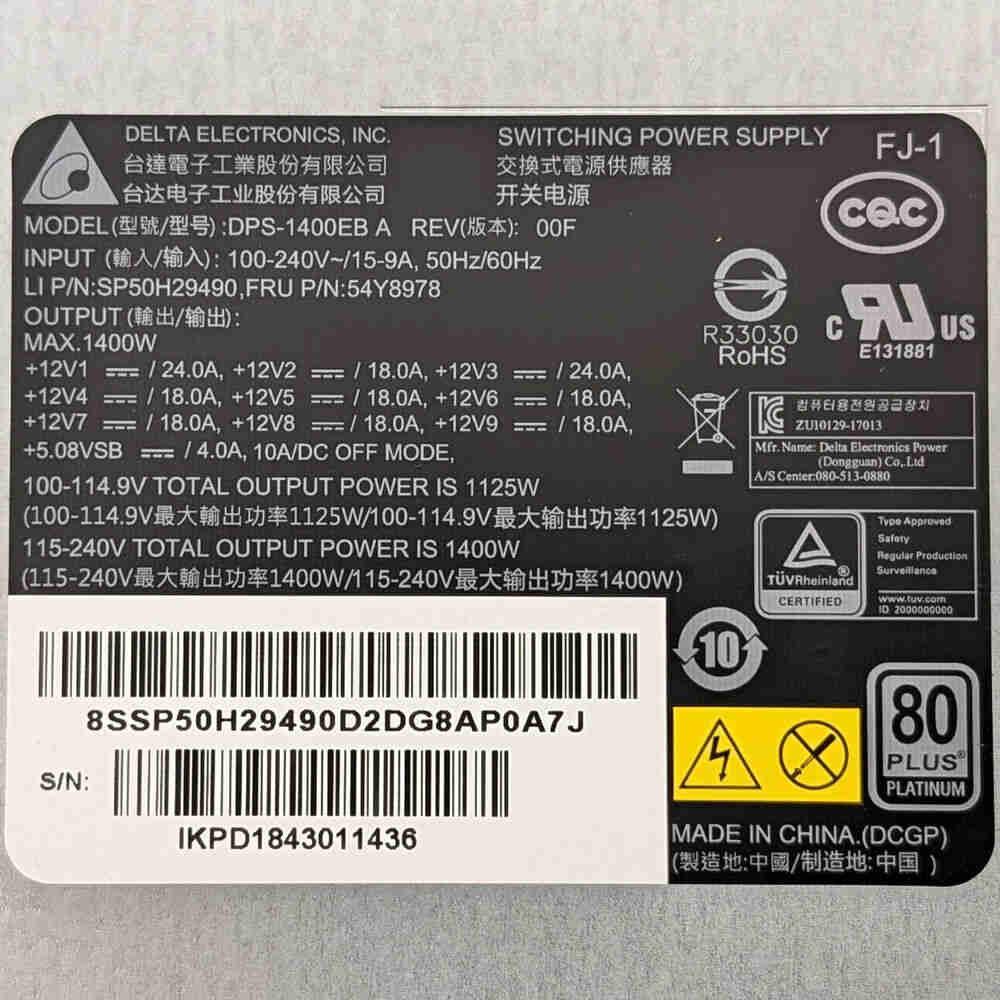 DELTA ELECTRONICS, INC.
台達電子工業股份有限公司
台达电子工业股份有限公司
SWITCHING POWER SUPPLY
交換式電源供應器
开关电源
FJ-1
MODEL(型號/型号):DPS-1400EB A REV(版本): 00F
CQC
INPUT (輸入/输入): 100-240V~/15-9A, 50Hz/60Hz
LI P/N:SP50H29490,FRU P/N:54Y8978
OUTPUT(輸出/输出):
MAX.1400W
+12V1 ⎓ / 24.0A, +12V2 ⎓ / 18.0A, +12V3 ⎓ / 24.0A,
+12V4 ⎓ / 18.0A, +12V5 ⎓ / 18.0A, +12V6 ⎓ / 18.0A,
+12V7 ⎓ / 18.0A, +12V8 ⎓ / 18.0A, +12V9 ⎓ / 18.0A,
+5.08VSB ⎓ / 4.0A, 10A/DC OFF MODE,
100-114.9V TOTAL OUTPUT POWER IS 1125W
(100-114.9V最大輸出功率1125W/100-114.9V最大输出功率1125W)
115-240V TOTAL OUTPUT POWER IS 1400W
(115-240V最大輸出功率1400W/115-240V最大输出功率1400W)
R33030
RoHS
C RU US
E131881
컴퓨터용전원공급장치
ZU10129-17013
Mfr. Name: Delta Electronics Power
(Dongguan) Co,.Ltd
A/S Center:080-513-0880
TÜVRheinland®
CERTIFIED
Type Approved
Safety
Regular Production
Surveillance
www.tuv.com
ID 2000000000
10
80
PLUS®
PLATINUM
8SSP50H29490D2DG8AP0A7J
S/N:
IKPD1843011436
MADE IN CHINA.(DCGP)
(製造地:中國/制造地:中国)